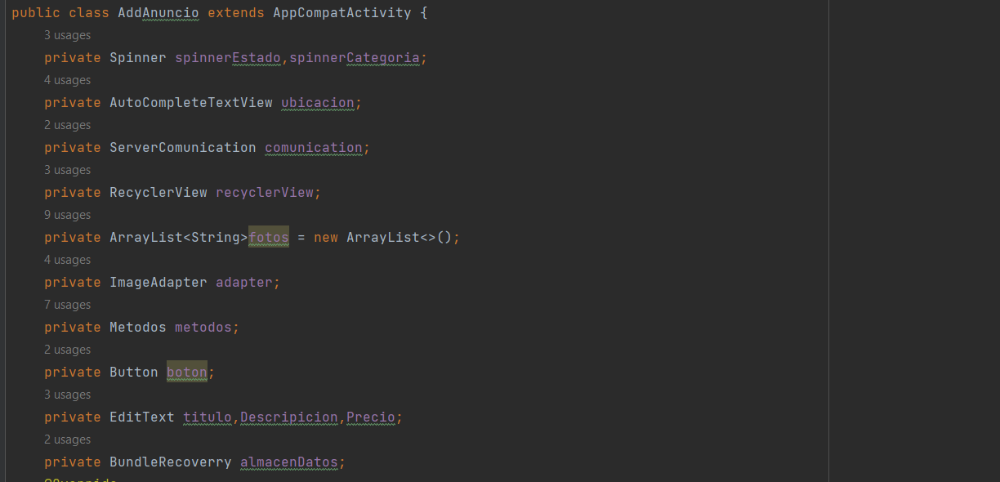 public class AddAnuncio extends AppCompatActivity {
3 usages
private Spinner spinnerEstado,spinnerCategoria;
4 usages
private AutoCompleteTextView ubicacion;
2 usages
private ServerComunication comunication;
3 usages
private RecyclerView recyclerView;
9 usages
private ArrayList<String>fotos = new ArrayList<>();
4 usages
private ImageAdapter adapter;
7 usages
private Metodos metodos;
2 usages
private Button boton;
3 usages
private EditText titulo,Descripicion,Precio;
2 usages
private BundleRecoverry almacenDatos;
@Override